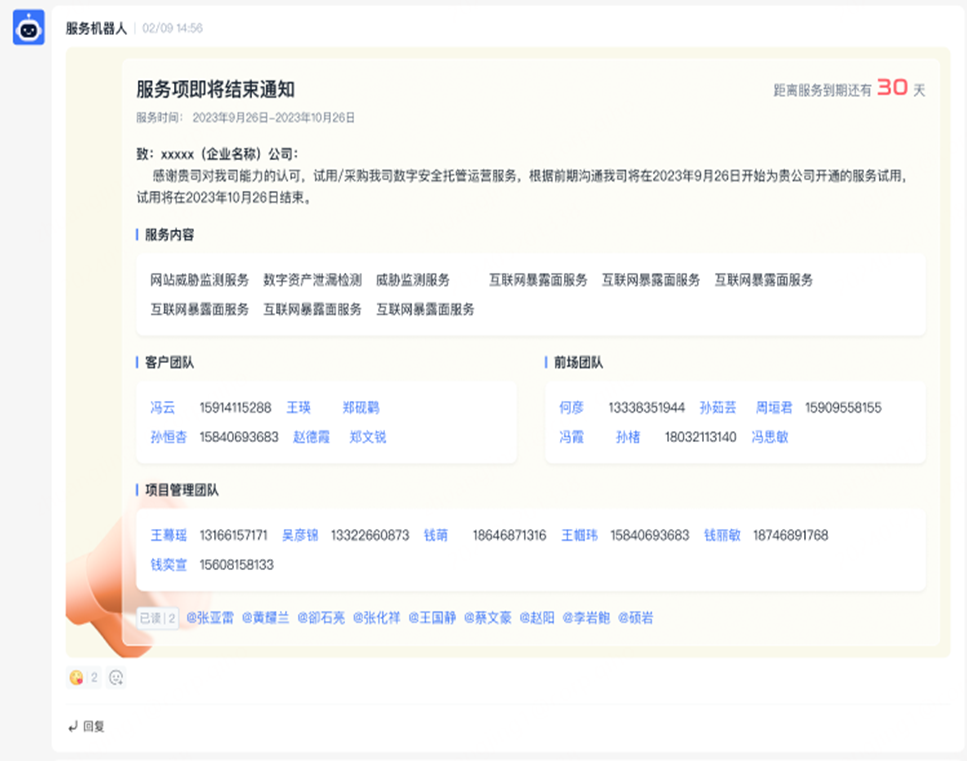 服务机器人 | 02/09 14:56
服务项即将结束通知
距离服务到期还有 30 天
服务时间： 2023年9月26日-2023年10月26日
致：xxxxx（企业名称）公司：
感谢贵司对我司能力的认可，试用/采购我司数字安全托管运营服务，根据前期沟通我司将在2023年9月26日开始为贵公司开通的服务试用，
试用将在2023年10月26日结束。
服务内容
网站威胁监测服务 数字资产泄漏检测 威胁监测服务 互联网暴露面服务 互联网暴露面服务 互联网暴露面服务
互联网暴露面服务 互联网暴露面服务 互联网暴露面服务
客户团队
冯云 15914115288 王瑛 郑砚鹳
孙恒杏 15840693683 赵德霞 郑文锐
前场团队
何彦 13338351944 孙茹芸 周垣君 15909558155
冯霞 孙楮 18032113140 冯思敏
项目管理团队
王慕瑶 13166157171 吴彦锦 13322660873 钱萌 18646871316 王帼玮 15840693683 钱丽敏 18746891768
钱奕宣 15608158133
已读 | 2 @张亚雷 @黄耀兰 @卻石亮 @张化祥 @王国静 @蔡文豪 @赵阳 @李岩鲍 @硕岩
2
回复